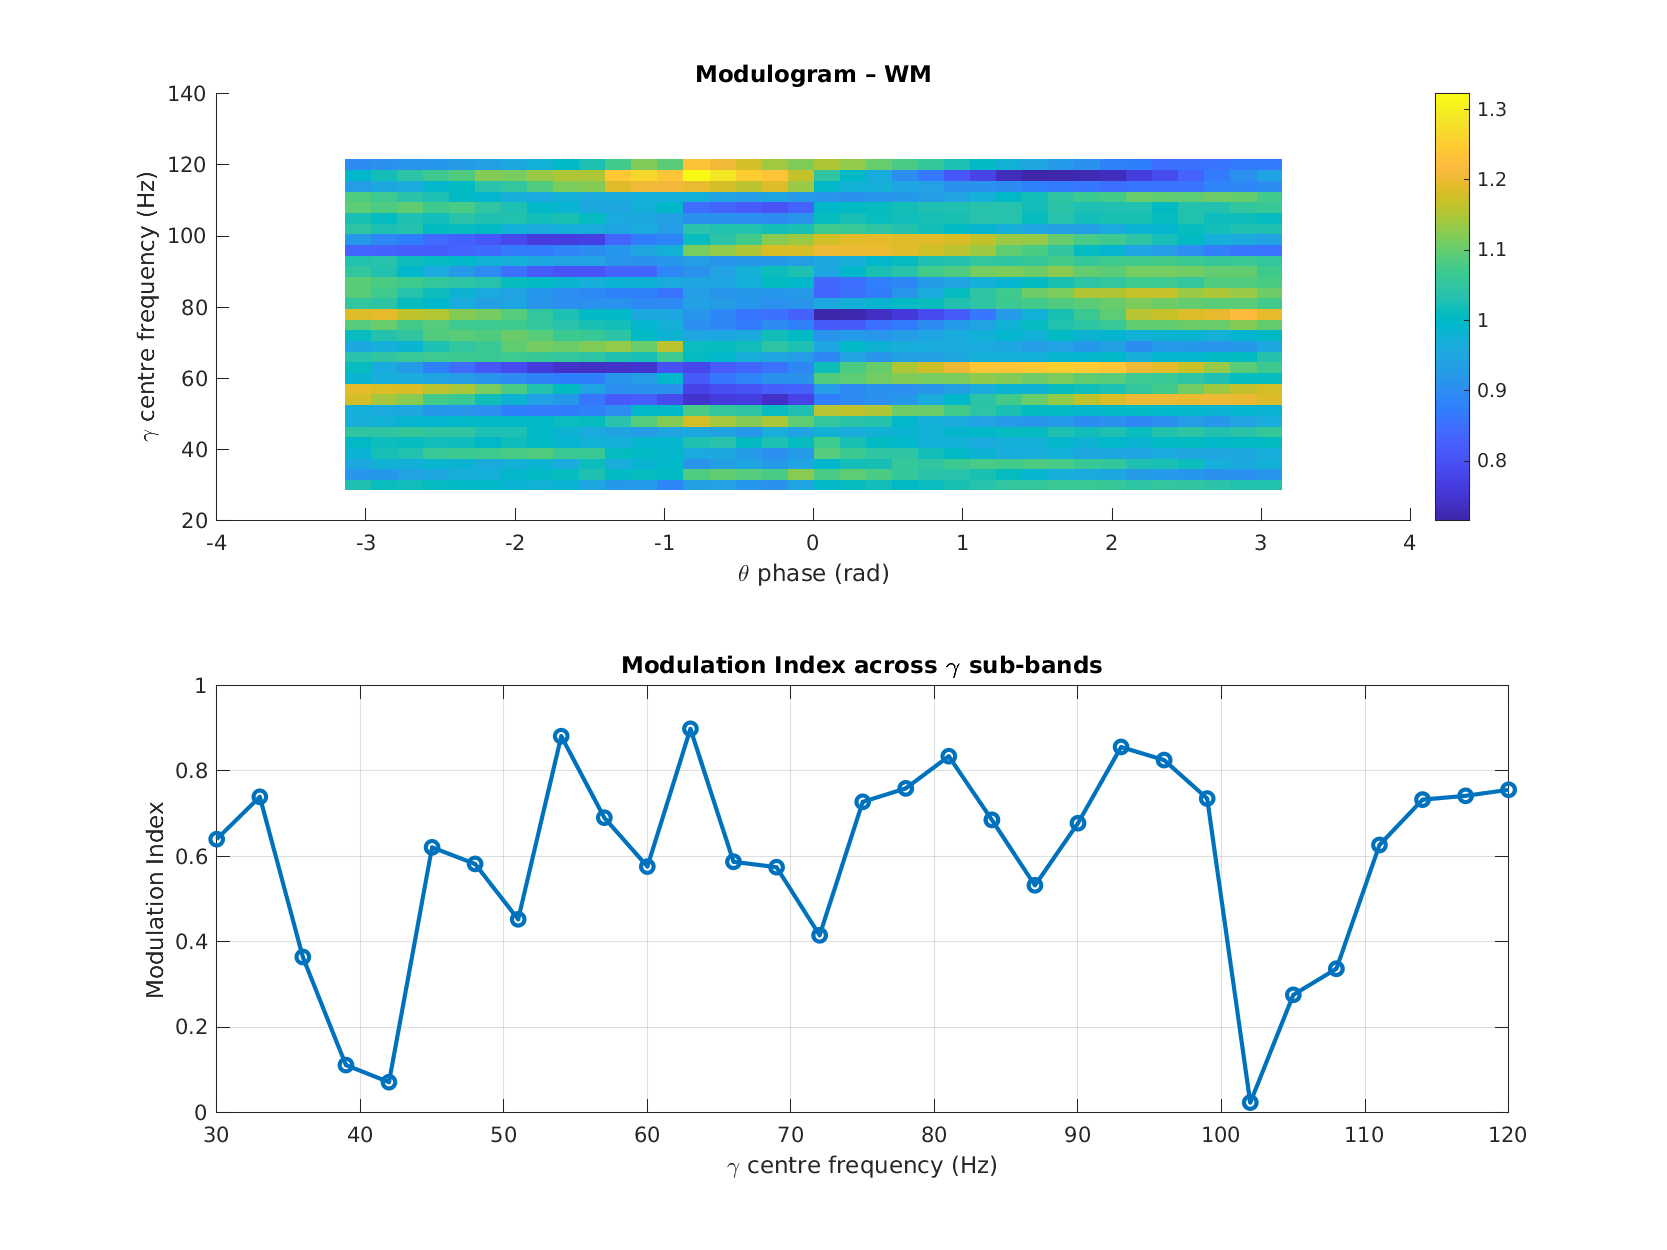 Modulogram – WM
140
120
100
80
60
40
20
γ centre frequency (Hz)
-4 -3 -2 -1 0 1 2 3 4
θ phase (rad)
1.3
1.2
1.1
1
0.9
0.8
Modulation Index across γ sub-bands
1
0.8
0.6
0.4
0.2
0
Modulation Index
30 40 50 60 70 80 90 100 110 120
γ centre frequency (Hz)